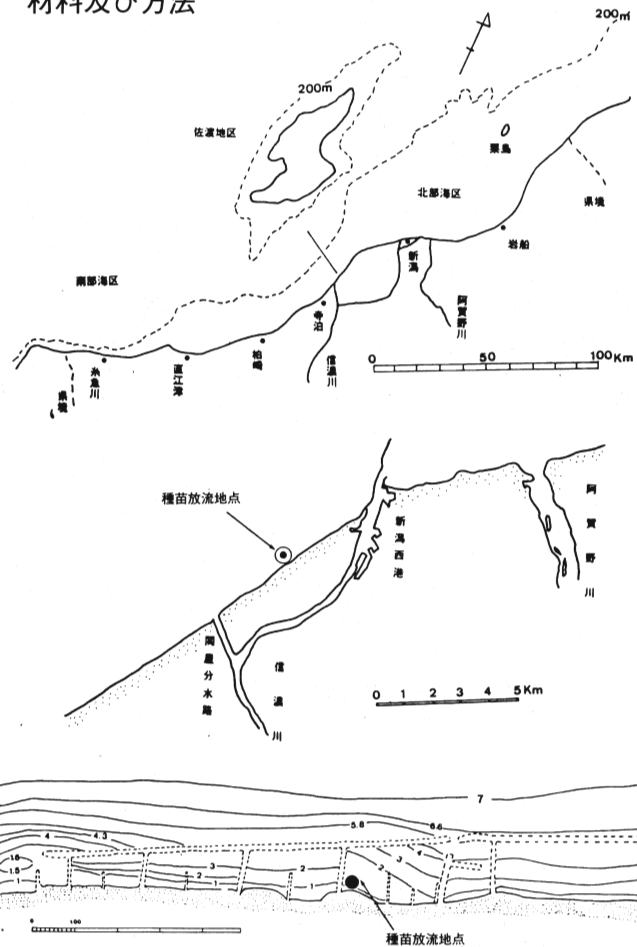 材料及び方法
200m
200m
佐渡地区
粟島
北部海区
県境
岩船
新潟
南部海区
寺泊
阿賀野川
柏崎
信濃川
直江津
糸魚川
県境
0 50 100 Km
種苗放流地点
新潟西港
阿賀野川
関屋分水路
信濃川
0 1 2 3 4 5 Km
7
5.8 6.6
4 4.3
4
3
3 2
2
1.5
1 2 1 1
0 100
種苗放流地点